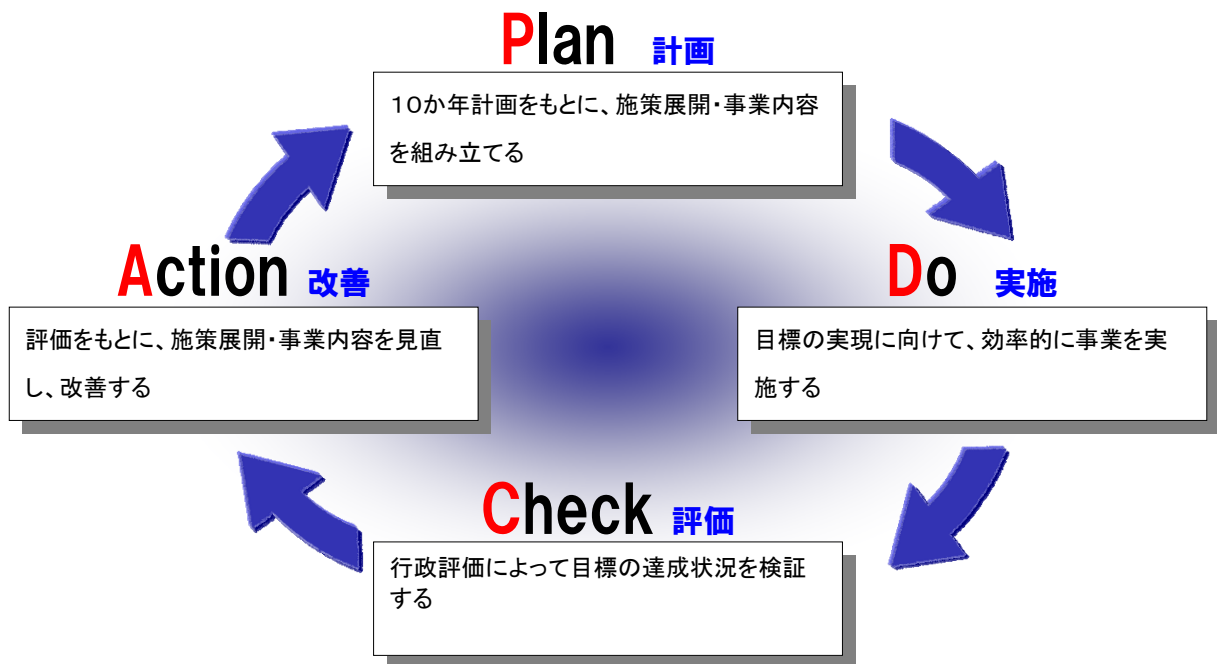 Plan 計画
10か年計画をもとに、施策展開・事業内容
を組み立てる
Action 改善
評価をもとに、施策展開・事業内容を見直
し、改善する
Do 実施
目標の実現に向けて、効率的に事業を実
施する
Check 評価
行政評価によって目標の達成状況を検証
する